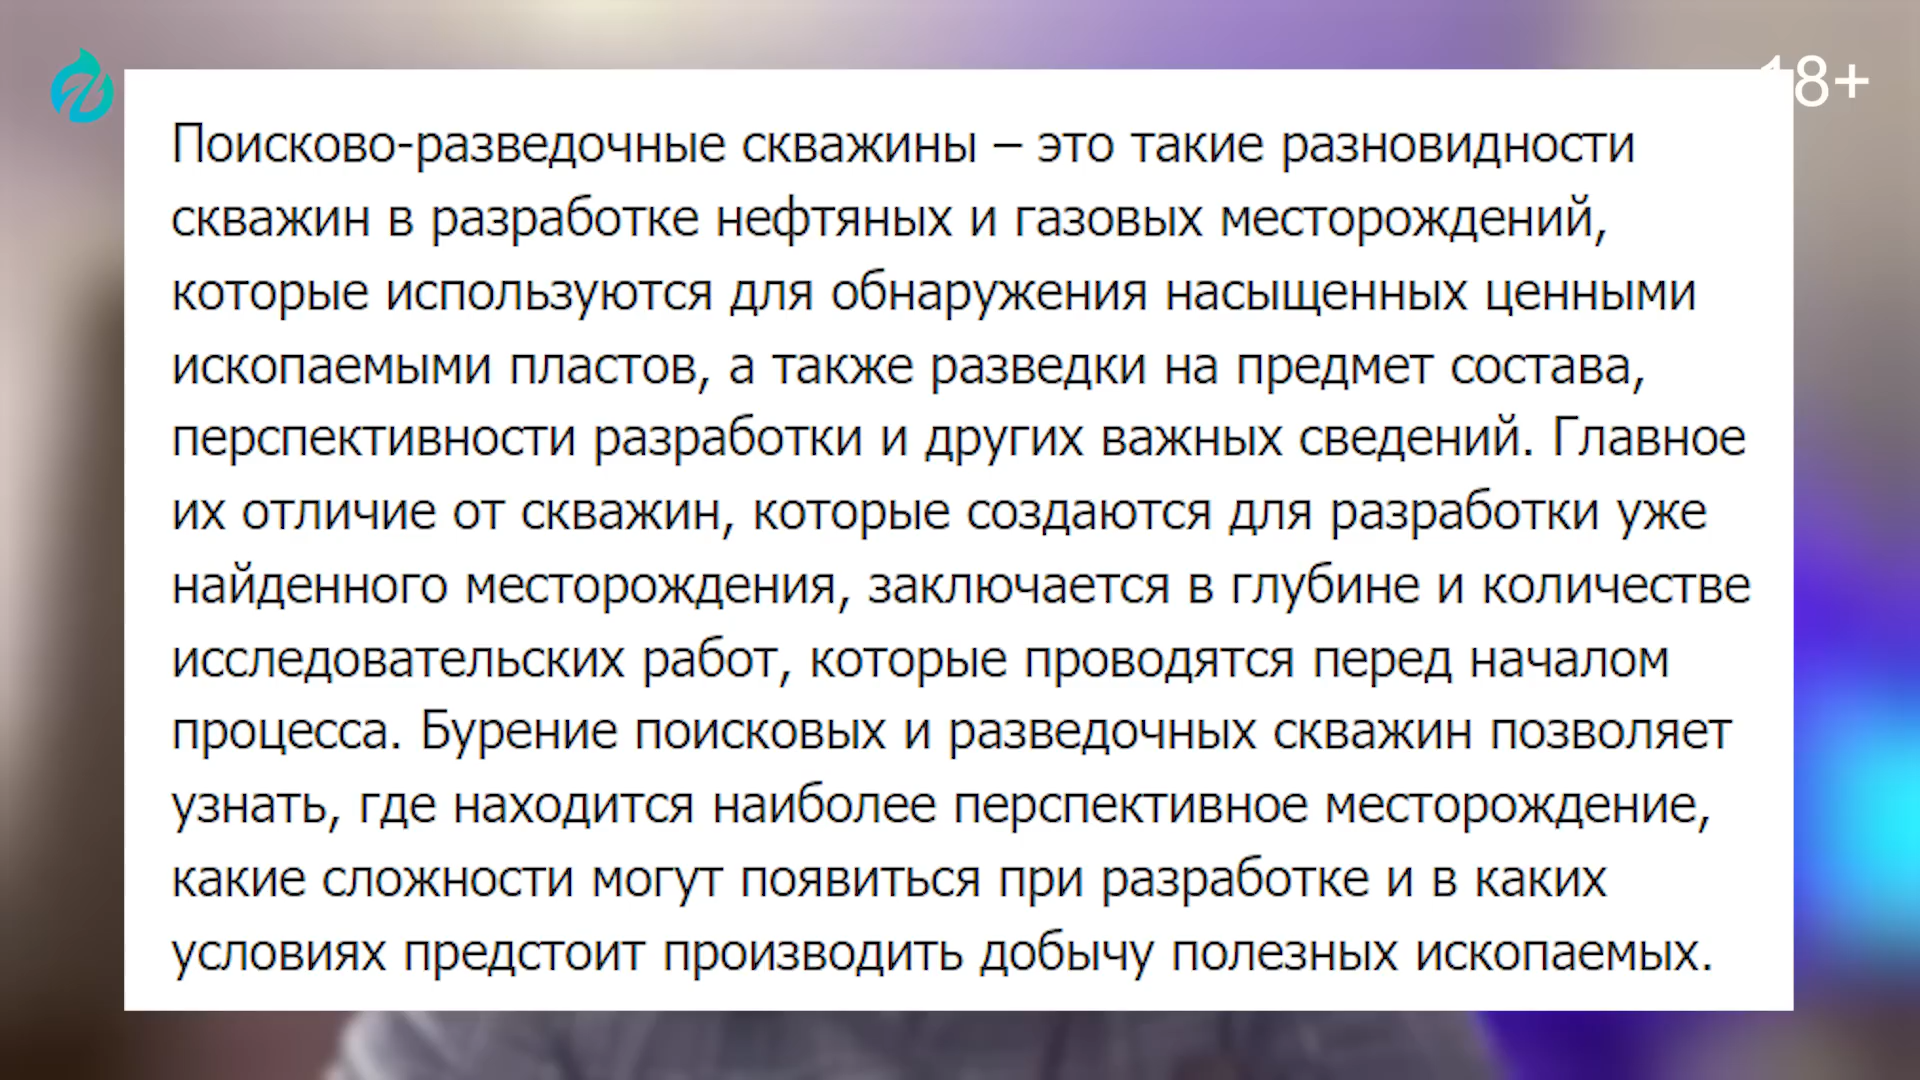 18+
Поисково-разведочные скважины – это такие разновидности
скважин в разработке нефтяных и газовых месторождений,
которые используются для обнаружения насыщенных ценными
ископаемыми пластов, а также разведки на предмет состава,
перспективности разработки и других важных сведений. Главное
их отличие от скважин, которые создаются для разработки уже
найденного месторождения, заключается в глубине и количестве
исследовательских работ, которые проводятся перед началом
процесса. Бурение поисковых и разведочных скважин позволяет
узнать, где находится наиболее перспективное месторождение,
какие сложности могут появиться при разработке и в каких
условиях предстоит производить добычу полезных ископаемых.